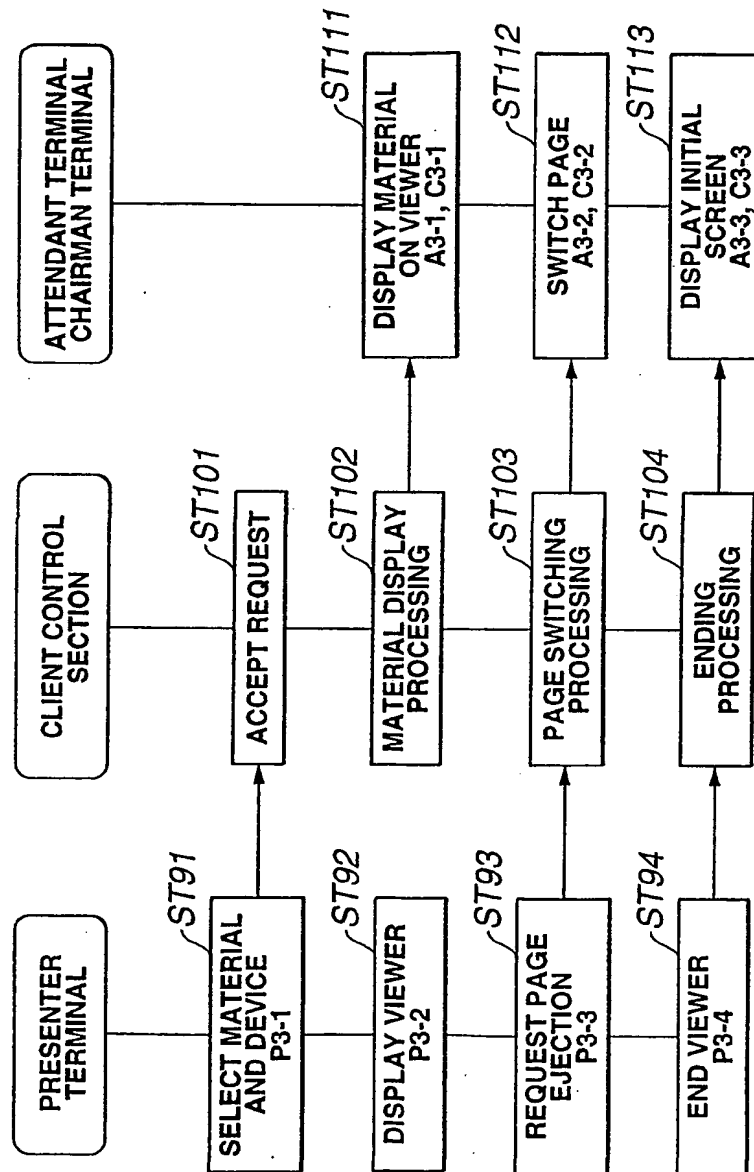 PRESENTER
TERMINAL
CLIENT CONTROL
SECTION
ATTENDANT TERMINAL
CHAIRMAN TERMINAL
ST91
SELECT MATERIAL
AND DEVICE
P3-1
ST101
ACCEPT REQUEST
ST92
DISPLAY VIEWER
P3-2
ST102
MATERIAL DISPLAY
PROCESSING
ST111
DISPLAY MATERIAL
ON VIEWER
A3-1, C3-1
ST93
REQUEST PAGE
EJECTION
P3-3
ST103
PAGE SWITCHING
PROCESSING
ST112
SWITCH PAGE
A3-2, C3-2
ST94
END VIEWER
P3-4
ST104
ENDING
PROCESSING
ST113
DISPLAY INITIAL
SCREEN
A3-3, C3-3